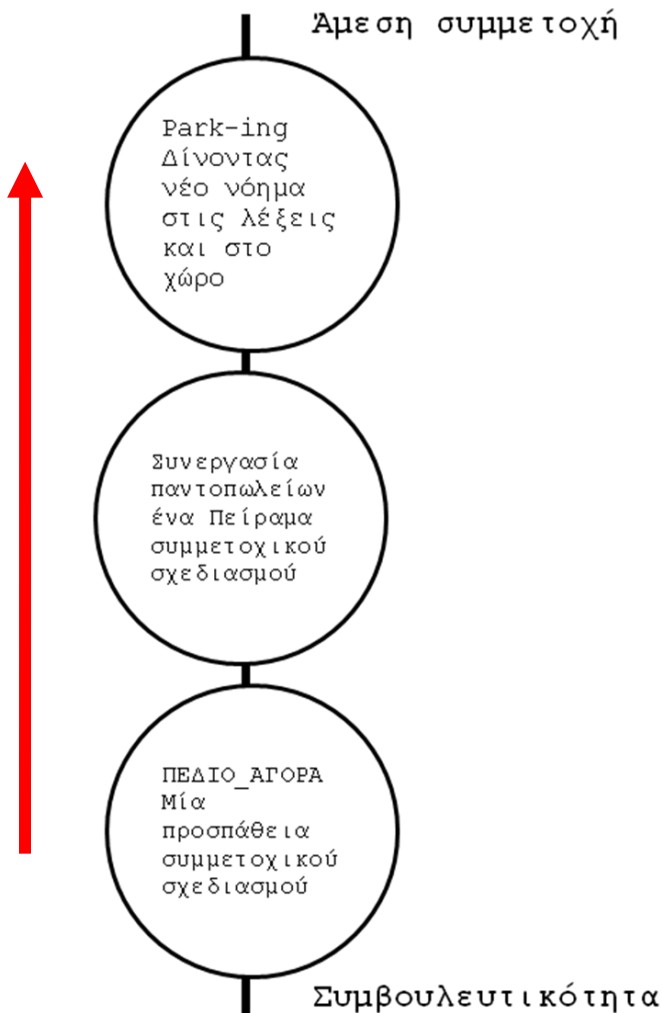 Άμεση συμμετοχή
Park-ing
Δίνοντας
νέο νόημα
στις λέξεις
και στο
χώρο
Συνεργασία
παντοπωλείων
ένα Πείραμα
συμμετοχικού
σχεδιασμού
ΠΕΔΙΟ_ΑΓΟΡΑ
Μία
προσπάθεια
συμμετοχικού
σχεδιασμού
Συμβουλευτικότητα